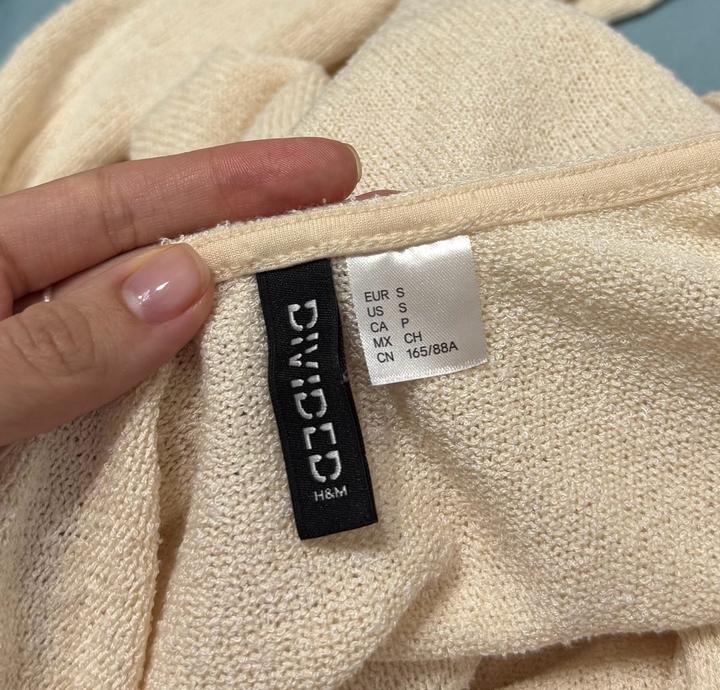 DIVIDED
H&M
EUR S
US S
CA P
MX CH
CN 165/88A